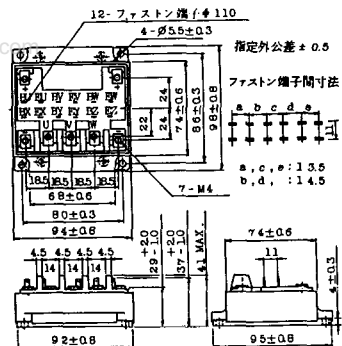 12-ファストン端子#110
4-Ø5.5±0.3
指定外公差±0.5
ファストン端子間寸法
a b c d e
11
a,c,e:13.5
b,d, :14.5
U V W
22
24
24
74±0.6
86±0.3
98±0.8
18.5 18.5 18.5 18.5
7-M4
68±0.6
80±0.3
94±0.8
4.5 4.5 4.5 4.5
14 14 14
29 +2.0 -1.0
37 +2.0 -1.0
41 MAX.
92±0.8
74±0.6
11
4±0.3
95±0.8